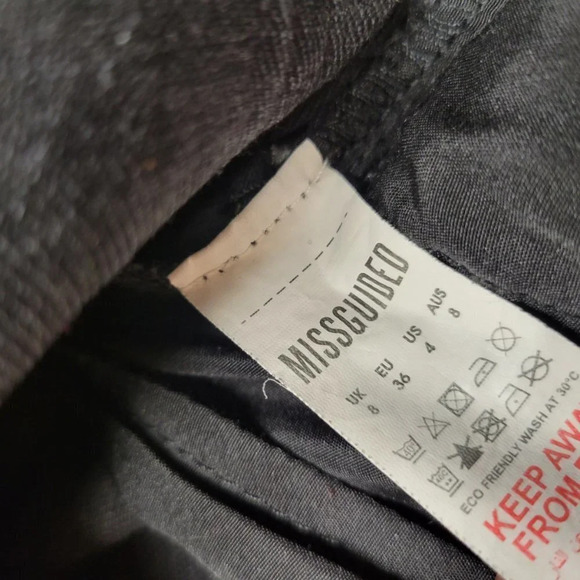 MISSGUIDED
UK EU US AUS
8 36 4 8
ECO FRIENDLY WASH AT 30°C
KEEP AWA
FROM